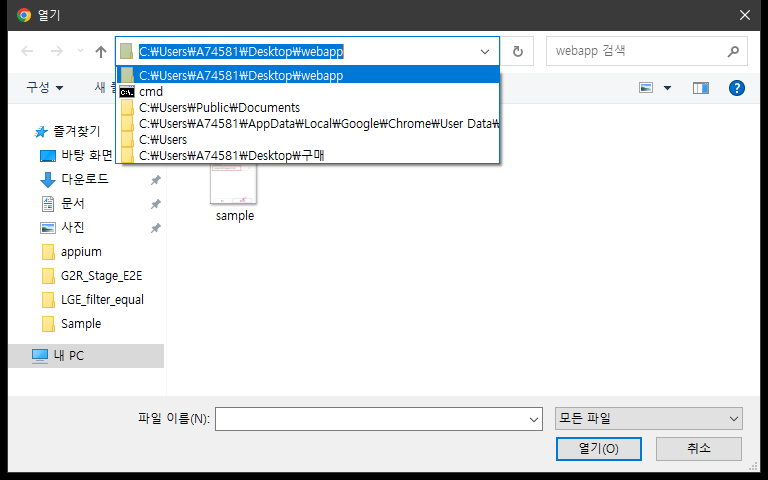 열기
C:₩Users₩A74581₩Desktop₩webapp
webapp 검색
C:₩Users₩A74581₩Desktop₩webapp
cmd
C:₩Users₩Public₩Documents
C:₩Users₩A74581₩AppData₩Local₩Google₩Chrome₩User Data₩
C:₩Users
C:₩Users₩A74581₩Desktop₩구매
구성
새
즐겨찾기
바탕 화면
다운로드
문서
사진
appium
G2R_Stage_E2E
LGE_filter_equal
Sample
내 PC
sample
파일 이름(N):
모든 파일
열기(O)
취소